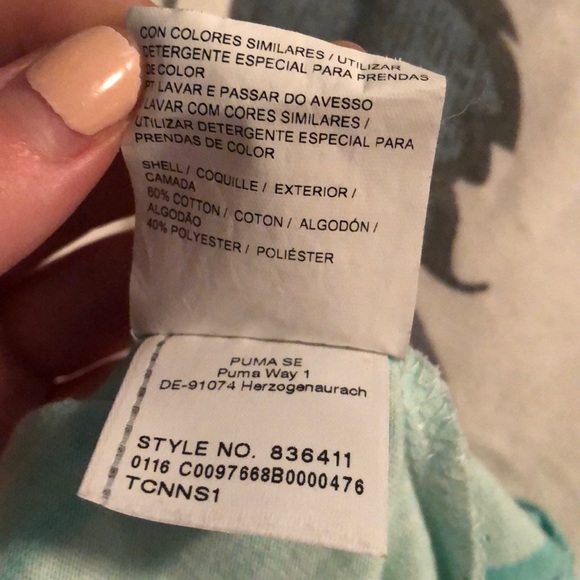 CON COLORES SIMILARES / UTILIZAR
DETERGENTE ESPECIAL PARA PRENDAS
DE COLOR
PT LAVAR E PASSAR DO AVESSO
LAVAR COM CORES SIMILARES /
UTILIZAR DETERGENTE ESPECIAL PARA
PRENDAS DE COLOR
SHELL / COQUILLE / EXTERIOR /
CAMADA
60% COTTON / COTON / ALGODÓN /
ALGODÃO
40% POLYESTER / POLIÉSTER
PUMA SE
Puma Way 1
DE-91074 Herzogenaurach
STYLE NO. 836411
0116 C0097668B0000476
TCNNS1